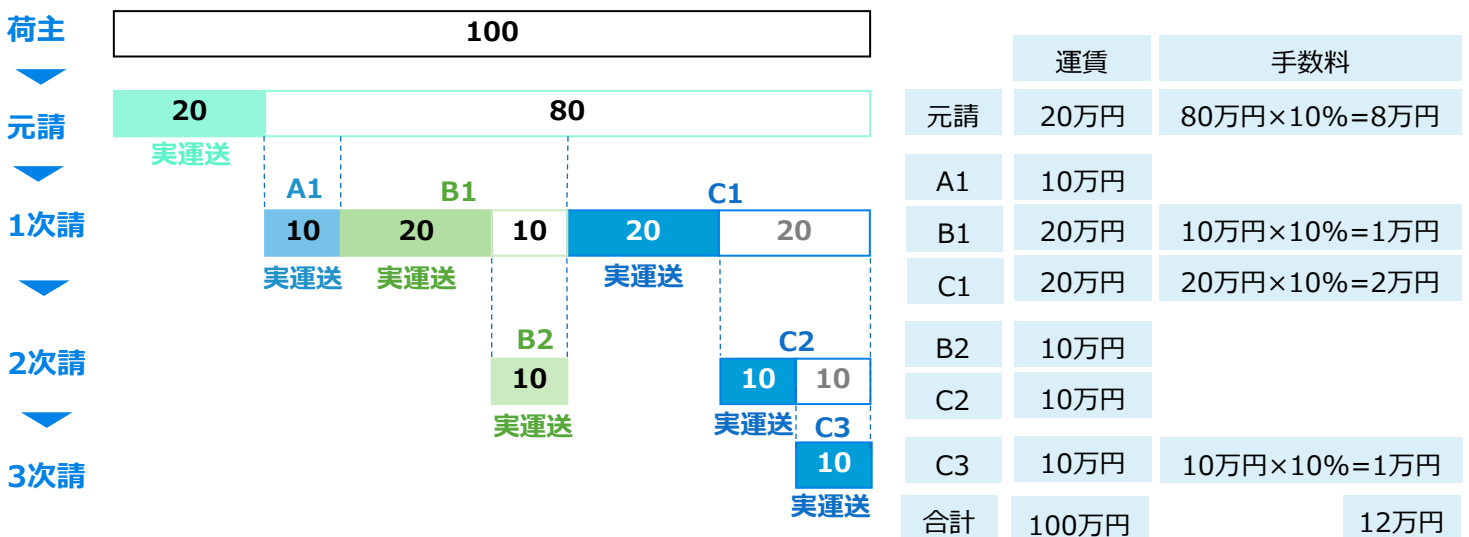 荷主
100
元請
20
80
実運送
1次請
A1
B1
C1
10
20
10
20
20
実運送
実運送
実運送
2次請
B2
C2
10
10
10
実運送
実運送
3次請
C3
10
実運送
運賃
手数料
元請
20万円
80万円×10%=8万円
A1
10万円
B1
20万円
10万円×10%=1万円
C1
20万円
20万円×10%=2万円
B2
10万円
C2
10万円
C3
10万円
10万円×10%=1万円
合計
100万円
12万円